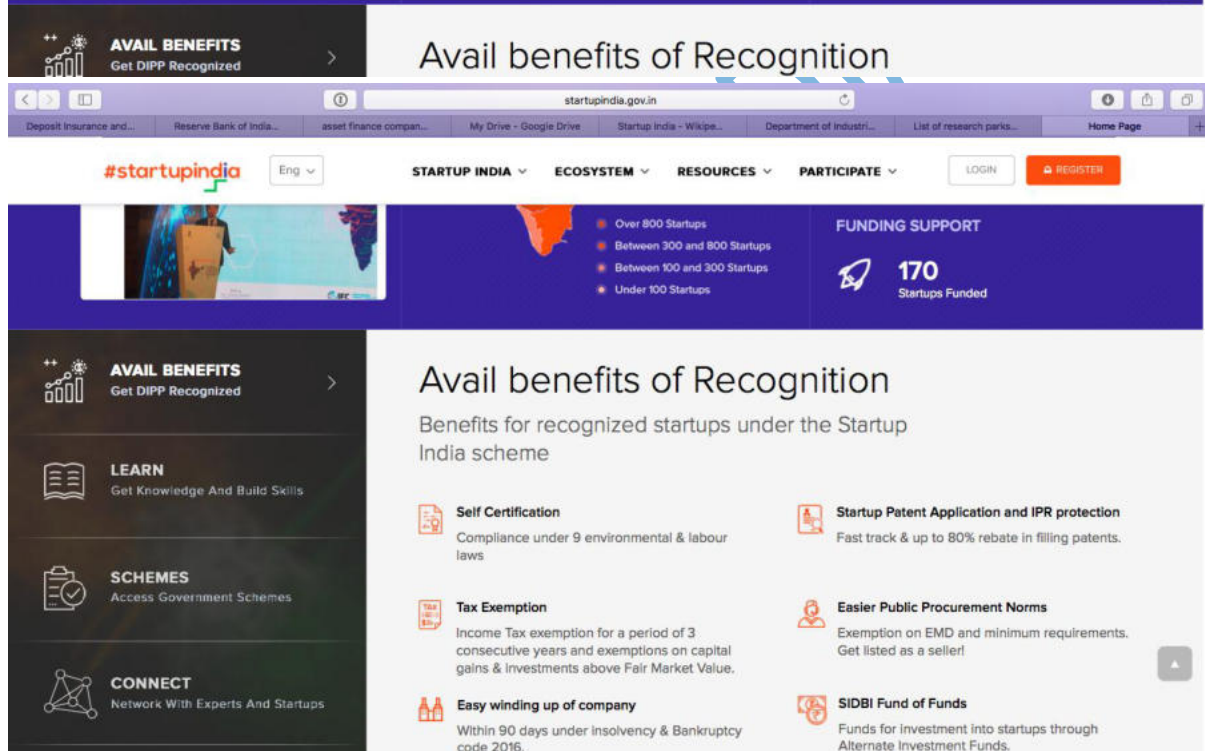 AVAIL BENEFITS
Get DIPP Recognized
Avail benefits of Recognition
startupindia.gov.in
Deposit Insurance and...
Reserve Bank of India...
asset finance compan...
My Drive - Google Drive
Startup India - Wikipe...
Department of Industri...
List of research parks...
Home Page
#startupindia
Eng
STARTUP INDIA
ECOSYSTEM
RESOURCES
PARTICIPATE
LOGIN
REGISTER
Over 800 Startups
Between 300 and 800 Startups
Between 100 and 300 Startups
Under 100 Startups
FUNDING SUPPORT
170
Startups Funded
AVAIL BENEFITS
Get DIPP Recognized
LEARN
Get Knowledge And Build Skills
SCHEMES
Access Government Schemes
CONNECT
Network With Experts And Startups
Avail benefits of Recognition
Benefits for recognized startups under the Startup
India scheme
Self Certification
Compliance under 9 environmental & labour
laws
Startup Patent Application and IPR protection
Fast track & up to 80% rebate in filling patents.
Tax Exemption
Income Tax exemption for a period of 3
consecutive years and exemptions on capital
gains & investments above Fair Market Value.
Easier Public Procurement Norms
Exemption on EMD and minimum requirements.
Get listed as a seller!
Easy winding up of company
Within 90 days under Insolvency & Bankruptcy
code 2016.
SIDBI Fund of Funds
Funds for investment into startups through
Alternate Investment Funds.